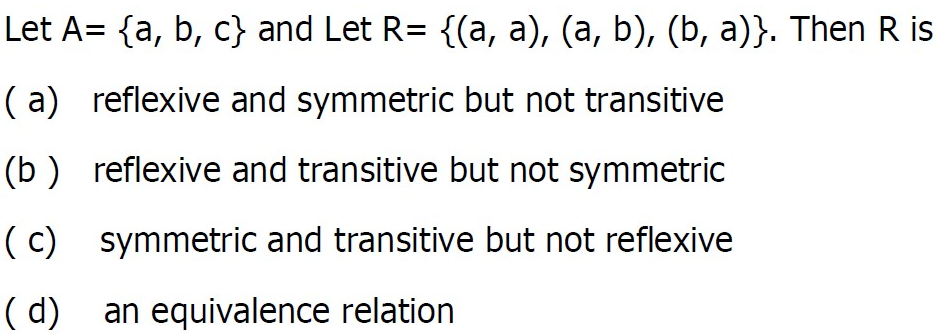 Let A= {a, b, c} and Let R= {(a, a), (a, b), (b, a)}. Then R is
( a) reflexive and symmetric but not transitive
(b ) reflexive and transitive but not symmetric
( c) symmetric and transitive but not reflexive
( d) an equivalence relation